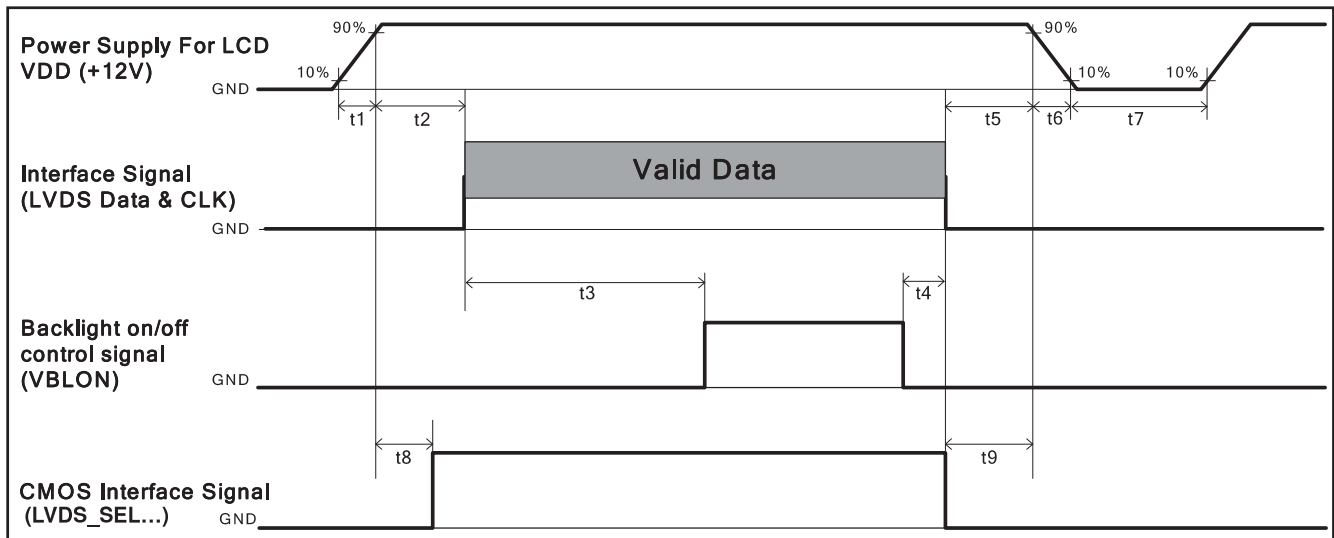 Power Supply For LCD
VDD (+12V)
GND
10%
90%
90%
10%
10%
t1
t2
t5
t6
t7
Interface Signal
(LVDS Data & CLK)
GND
Valid Data
t3
t4
Backlight on/off
control signal
(VBLON)
GND
t8
t9
CMOS Interface Signal
(LVDS_SEL...)
GND